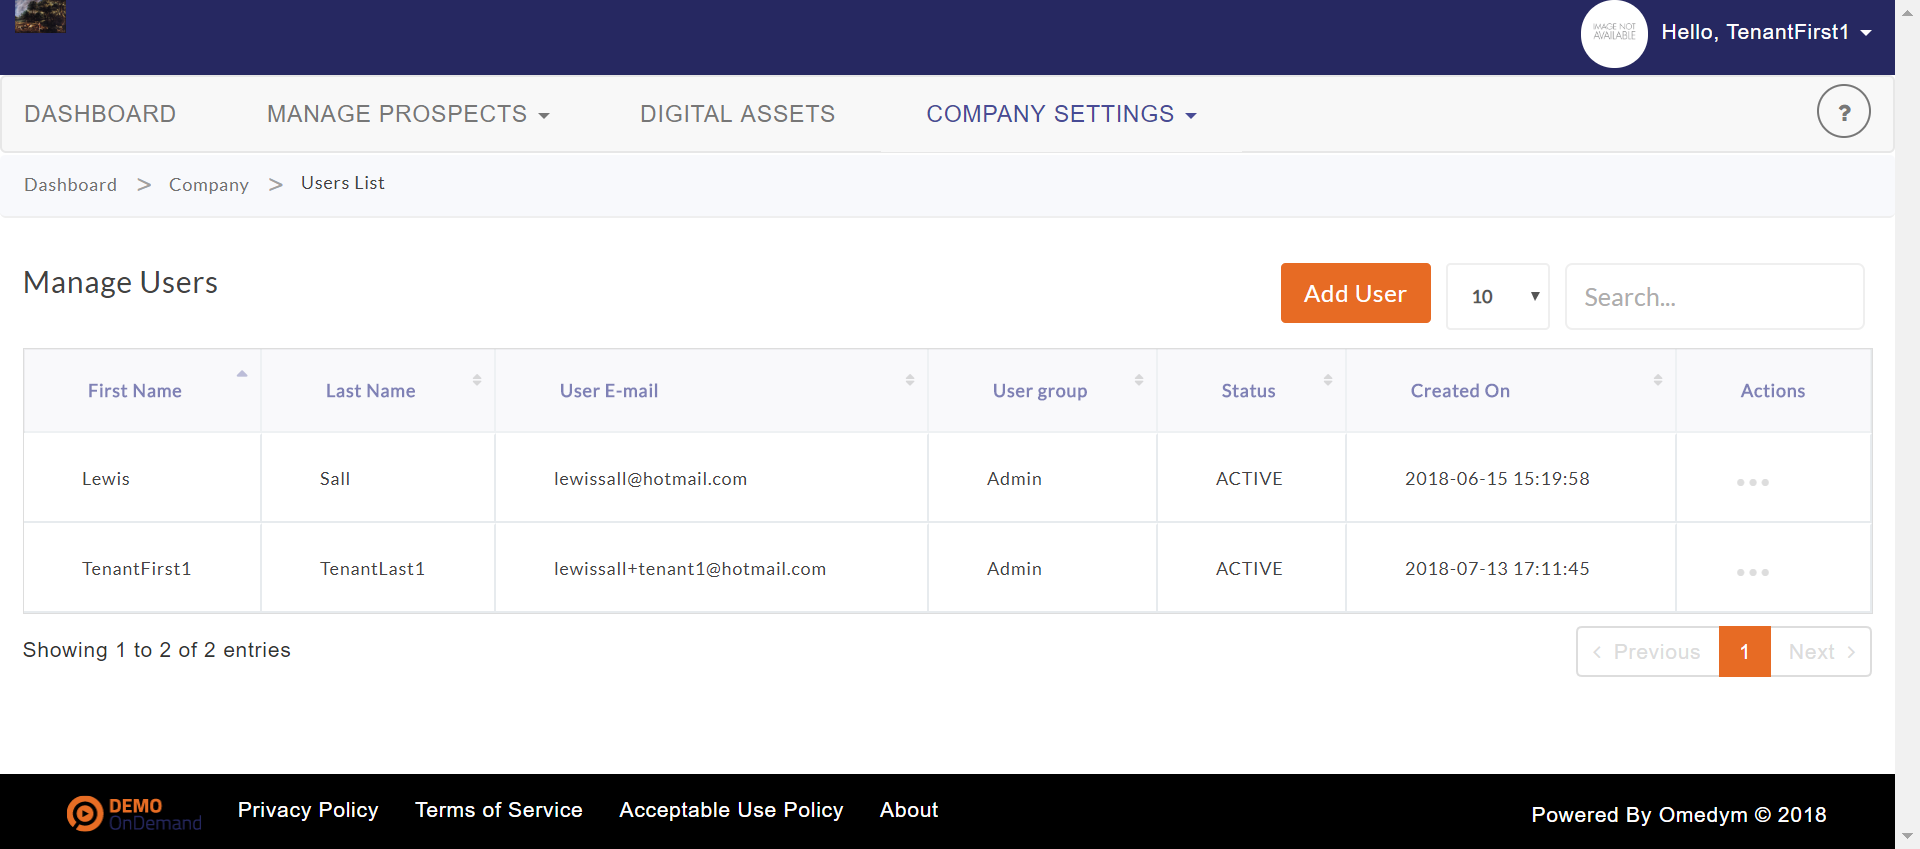 IMAGE NOT
AVAILABLE
Hello, TenantFirst1
DASHBOARD MANAGE PROSPECTS DIGITAL ASSETS COMPANY SETTINGS ?
Dashboard > Company > Users List
Manage Users
Add User 10 Search...
First Name Last Name User E-mail User group Status Created On Actions
Lewis Sall lewissall@hotmail.com Admin ACTIVE 2018-06-15 15:19:58
TenantFirst1 TenantLast1 lewissall+tenant1@hotmail.com Admin ACTIVE 2018-07-13 17:11:45
Showing 1 to 2 of 2 entries
Previous 1 Next
DEMO
OnDemand
Privacy Policy Terms of Service Acceptable Use Policy About
Powered By Omedym © 2018